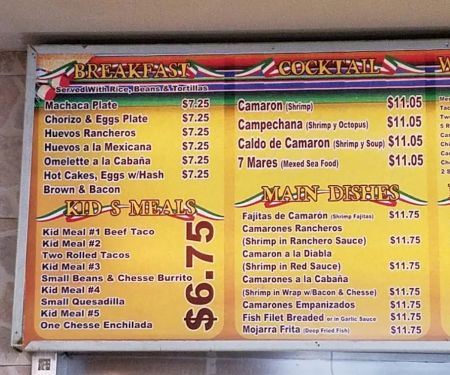 BREAKFAST
Served With Rice, Beans & Tortillas
Machaca Plate $7.25
Chorizo & Eggs Plate $7.25
Huevos Rancheros $7.25
Huevos a la Mexicana $7.25
Omelette a la Cabaña $7.25
Hot Cakes, Eggs w/Hash $7.25
Brown & Bacon
KID S MEALS
Kid Meal #1 Beef Taco
Kid Meal #2
Two Rolled Tacos
Kid Meal #3
Small Beans & Chesse Burrito
Kid Meal #4
Small Quesadilla
Kid Meal #5
One Chesse Enchilada
$6.75
COCKTAIL
Camaron (Shrimp) $11.05
Campechana (Shrimp y Octopus) $11.05
Caldo de Camaron (Shrimp y Soup) $11.05
7 Mares (Mexed Sea Food) $11.05
MAIN DISHES
Fajitas de Camarón (Shrimp Fajitas) $11.75
Camarones Rancheros
(Shrimp in Ranchero Sauce) $11.75
Camaron a la Diabla
(Shrimp in Red Sauce) $11.75
Camarones a la Cabaña
(Shrimp in Wrap w/Bacon & Chesse) $11.75
Camarones Empanizados $11.75
Fish Filet Breaded or in Garlic Sauce $11.75
Mojarra Frita (Deep Fried Fish) $11.75